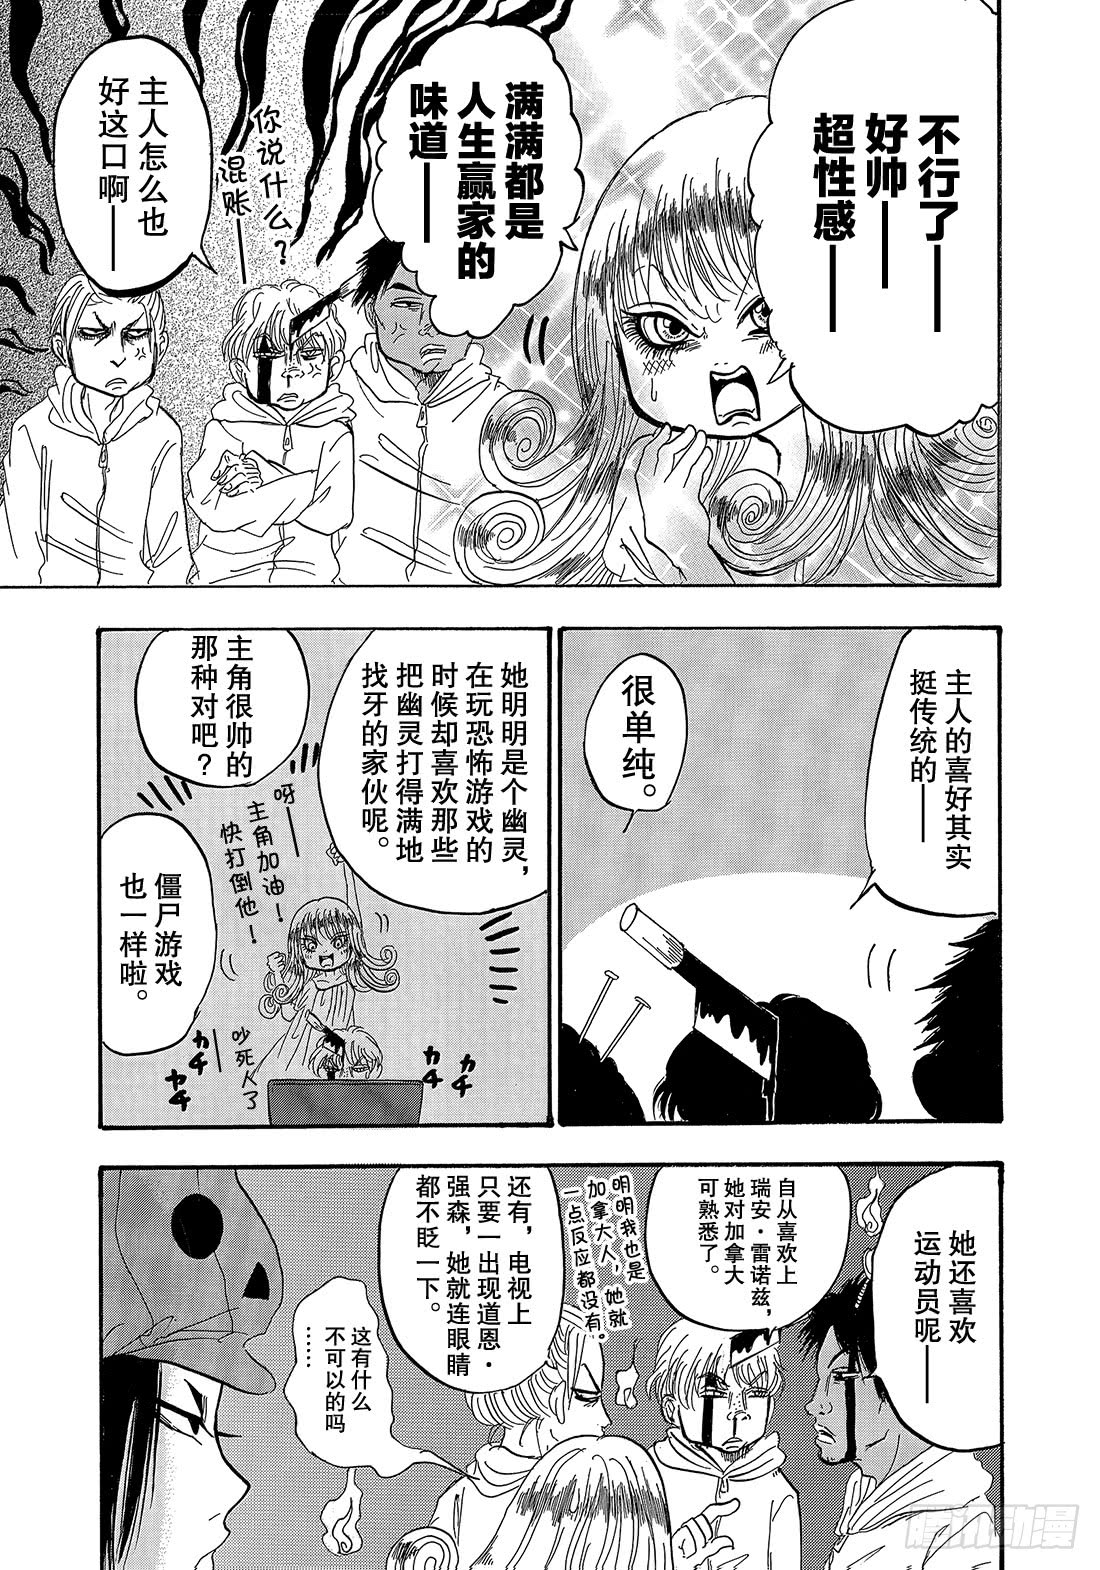 不行了——
好帅——
超性感——
满满都是
人生赢家的
味道——
你说什么？
混账——
主人怎么也
好这口啊——
主人的喜好其实
挺传统的——
很单纯。
她明明是个幽灵，
在玩恐怖游戏的
时候却喜欢那些
把幽灵打得满地
找牙的家伙呢。
主角很帅的
那种对吧？
呀——
主角加油！
快打倒他！
僵尸游戏
也一样啦。
吵死人了
カチ
カチ
カチ
カチ
她还喜欢
运动员呢——
自从喜欢上
瑞安·雷诺兹，
她对加拿大
可熟悉了。
明明我也是
加拿大人，她就
一点反应都没有。
还有，电视上
只要一出现道恩·
强森，她就连眼睛
都不眨一下。
这有什么
不可以的吗
……
腾讯动漫